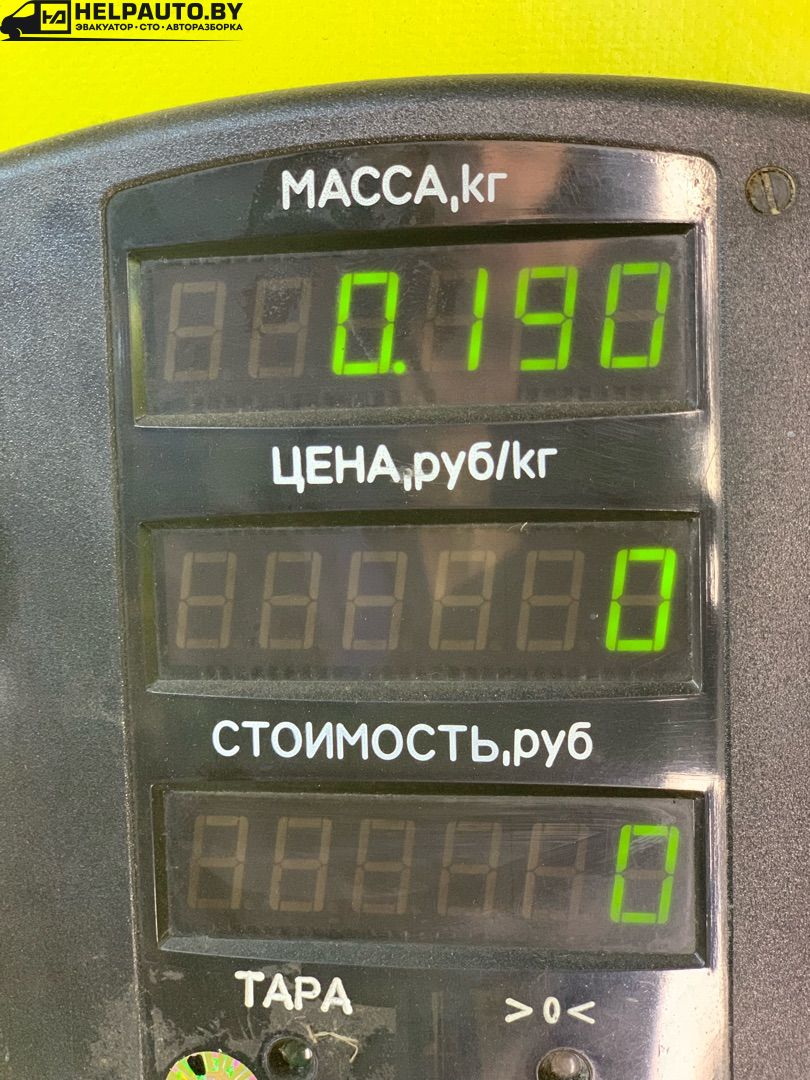 HELPAUTO.BY
ЭВАКУАТОР • СТО • АВТОРАЗБОРКА
МАССА,кг
0.190
ЦЕНА,руб/кг
0
СТОИМОСТЬ,руб
0
ТАРА >0<